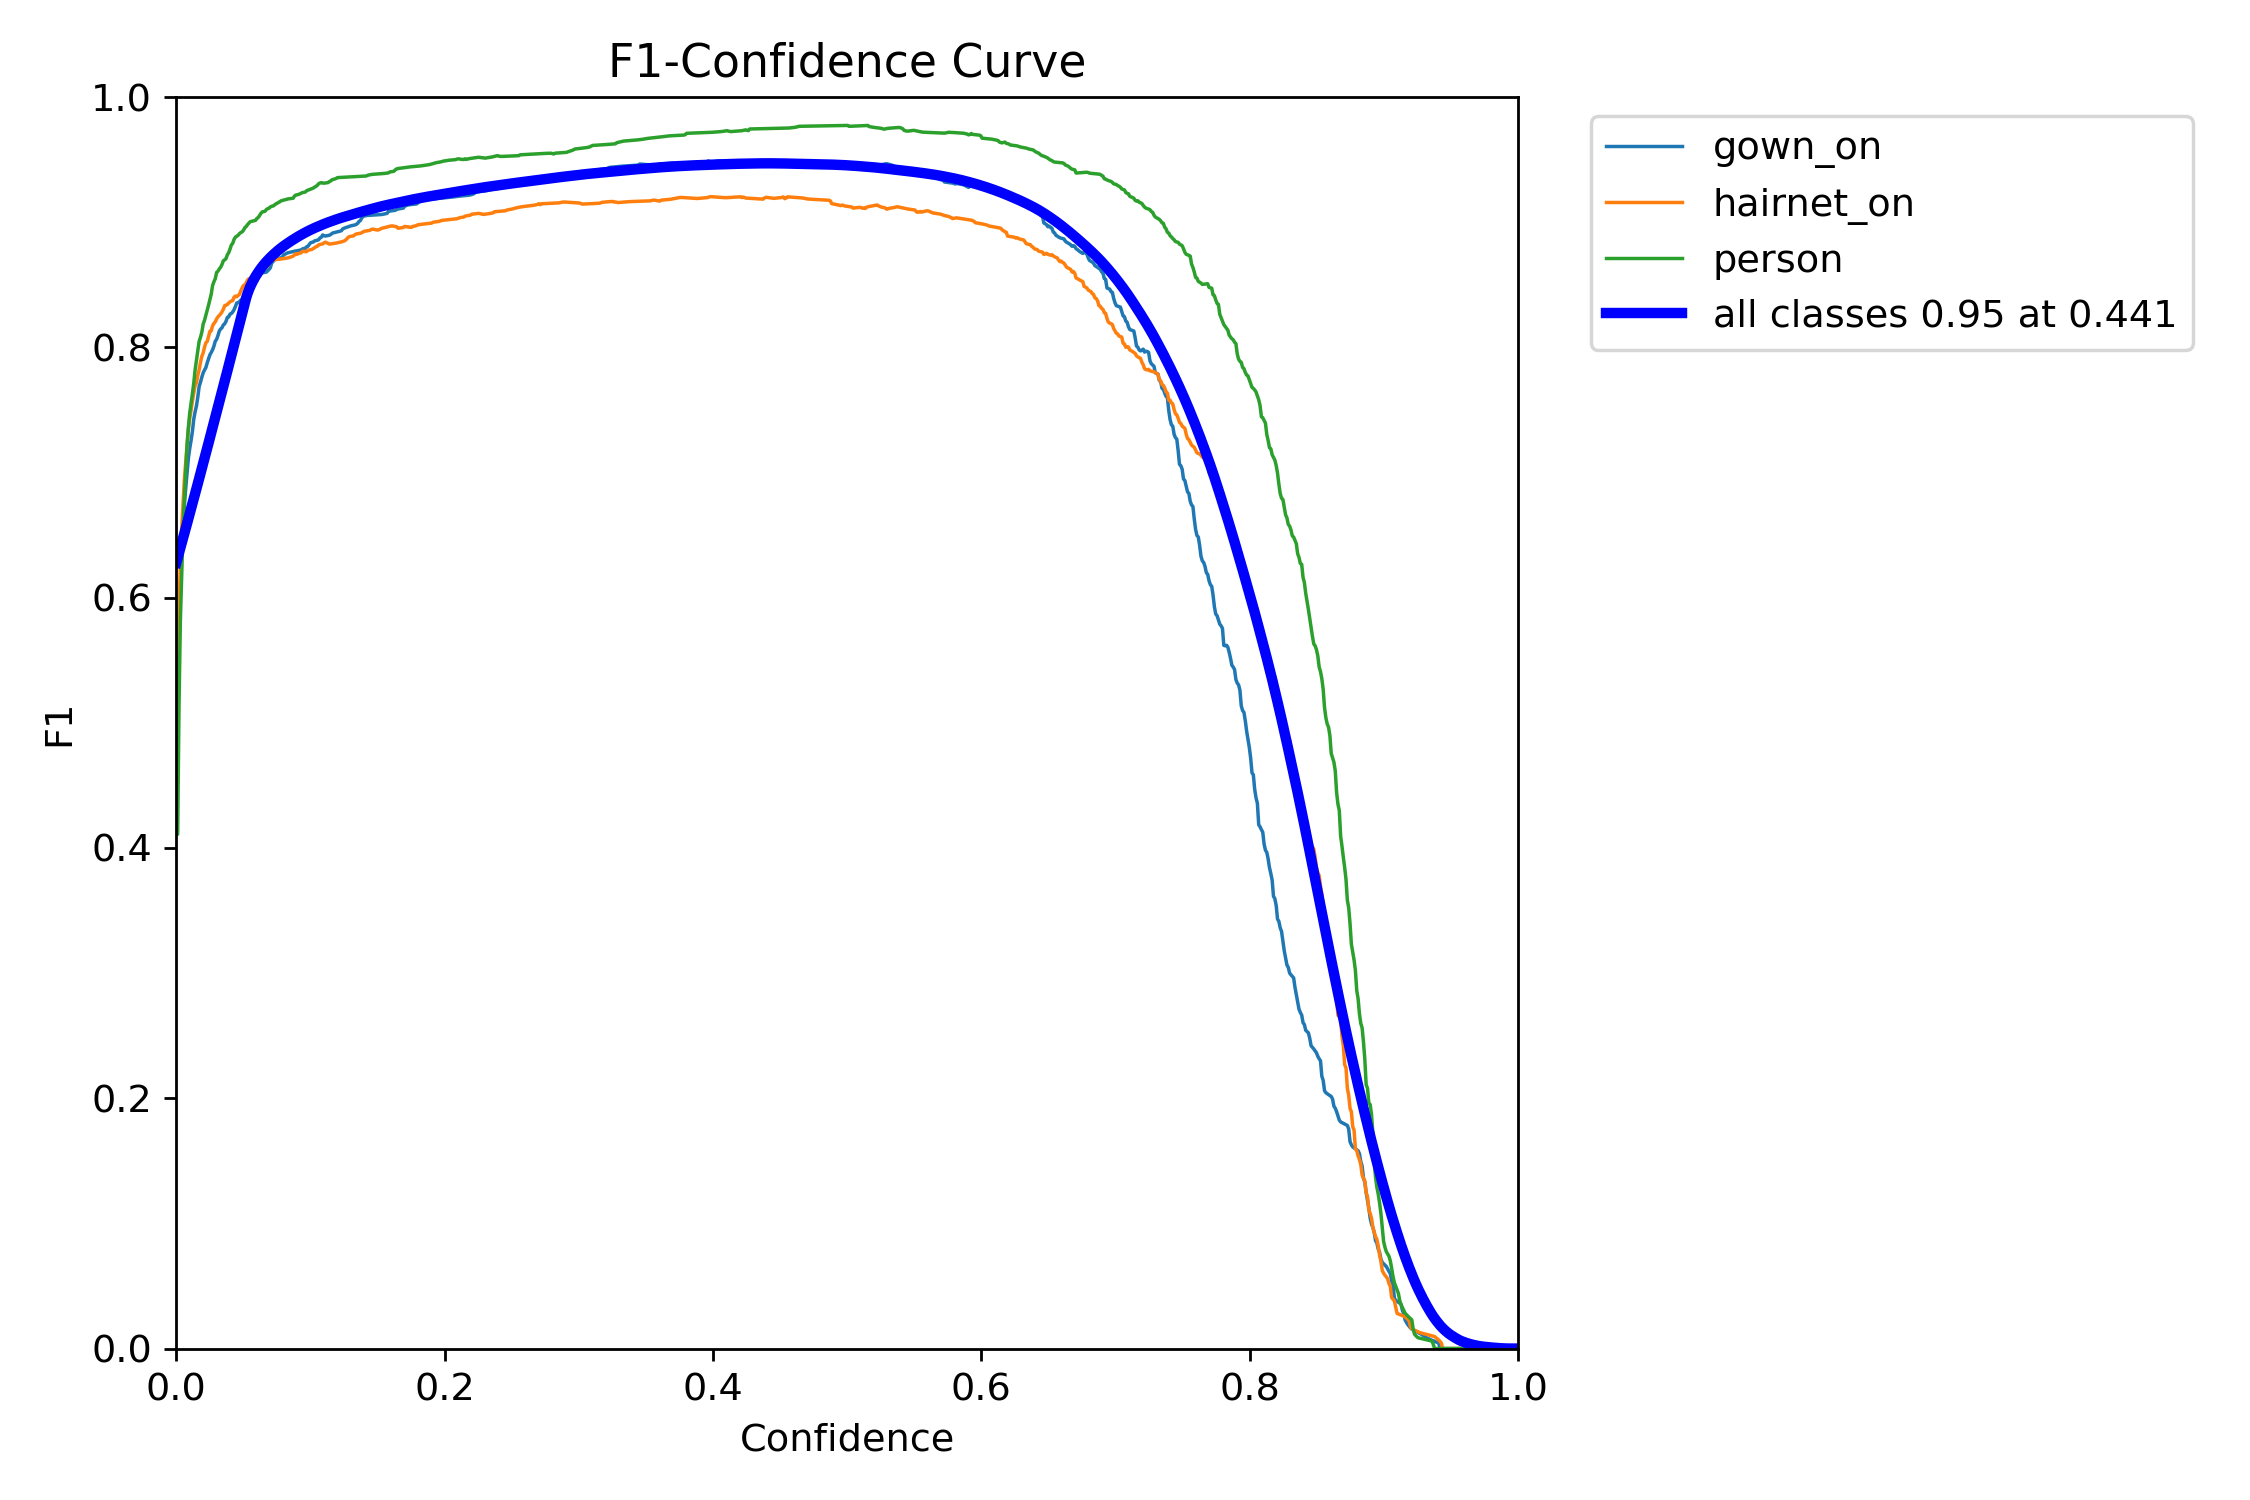 F1-Confidence Curve
1.0
0.8
0.6
0.4
0.2
0.0
F1
0.0 0.2 0.4 0.6 0.8 1.0
Confidence
gown_on
hairnet_on
person
all classes 0.95 at 0.441